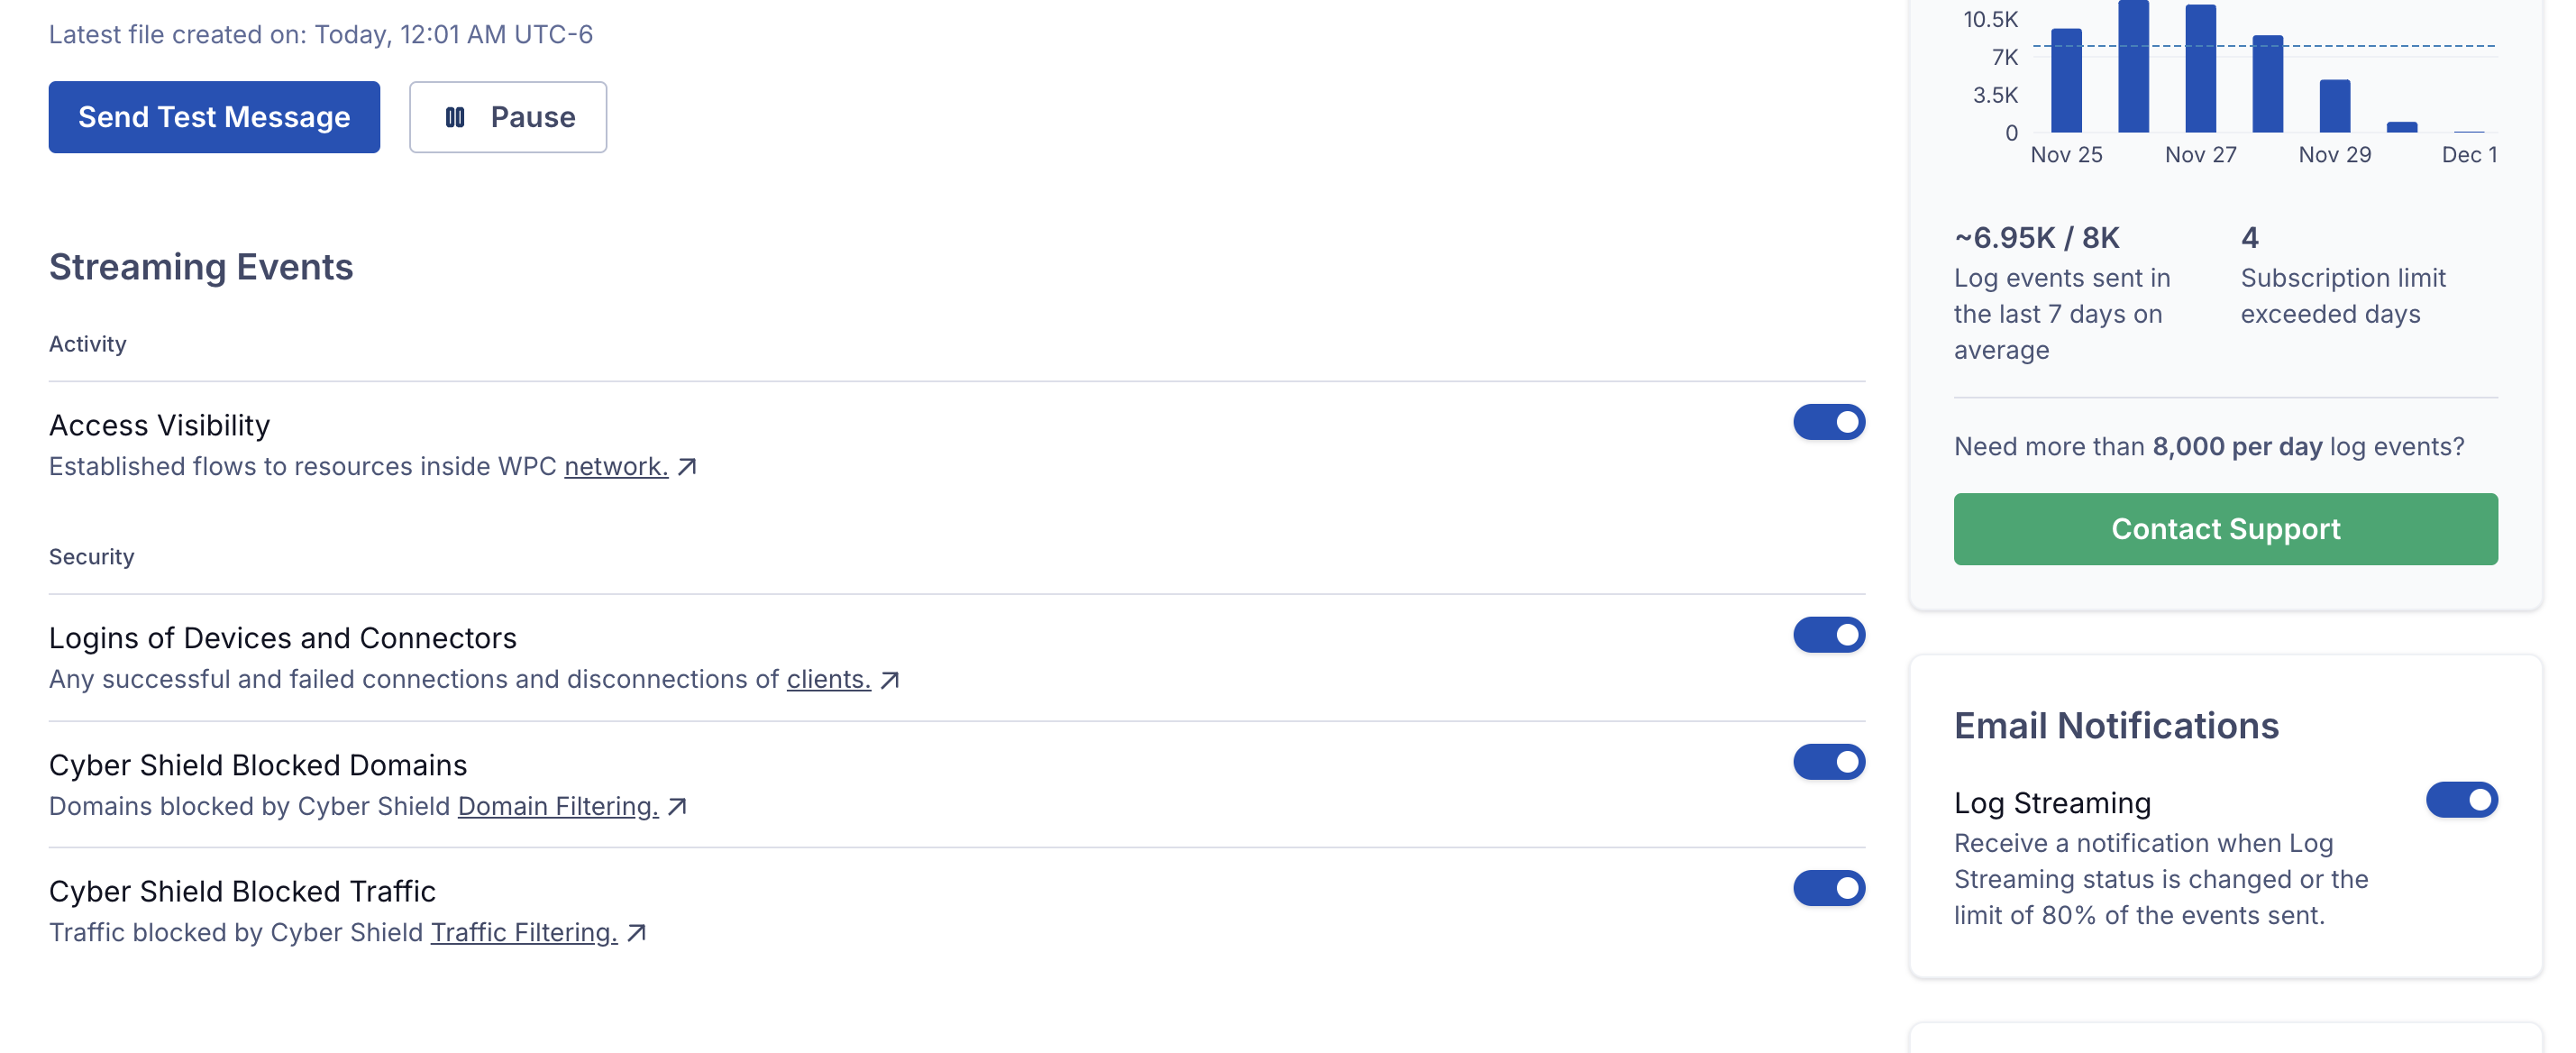 Latest file created on: Today, 12:01 AM UTC-6
Send Test Message
Pause
Streaming Events
Activity
Access Visibility
Established flows to resources inside WPC network.
Security
Logins of Devices and Connectors
Any successful and failed connections and disconnections of clients.
Cyber Shield Blocked Domains
Domains blocked by Cyber Shield Domain Filtering.
Cyber Shield Blocked Traffic
Traffic blocked by Cyber Shield Traffic Filtering.
10.5K
7K
3.5K
0
Nov 25 Nov 27 Nov 29 Dec 1
~6.95K / 8K
Log events sent in
the last 7 days on
average
4
Subscription limit
exceeded days
Need more than 8,000 per day log events?
Contact Support
Email Notifications
Log Streaming
Receive a notification when Log
Streaming status is changed or the
limit of 80% of the events sent.